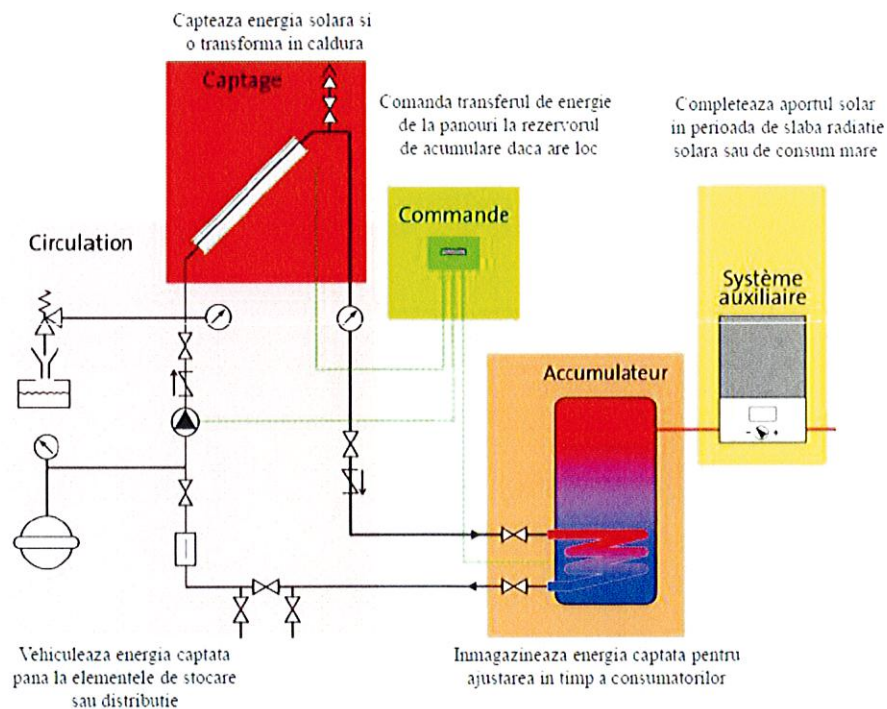 Capteaza energia solara si
o transforma in caldura
Captage
Comanda transferul de energie
de la panouri la rezervorul
de acumulare daca are loc
Completeaza aportul solar
in perioada de slaba radiatie
solara sau de consum mare
Commande
Circulation
Système
auxiliaire
Accumulateur
- +
Vehiculeaza energia captata
pana la elementele de stocare
sau distributie
Inmagazineaza energia captata pentru
ajustarea in timp a consumatorilor